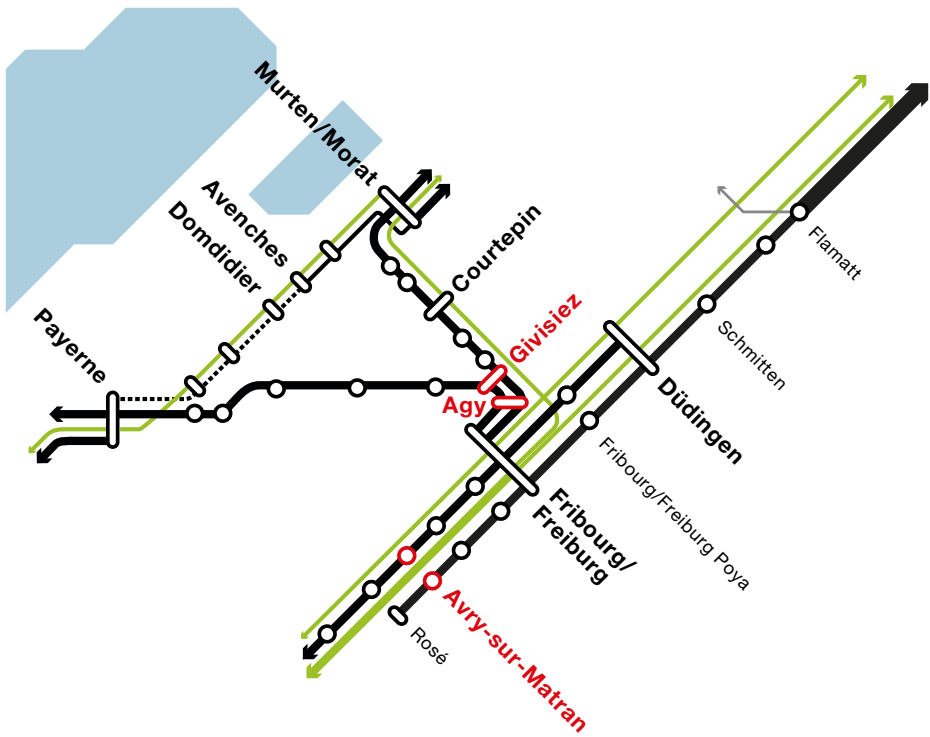 Murten/Morat
Avenches
Domdidier
Payerne
Courtepin
Givisiez
Agy
Flamatt
Schmitten
Düdingen
Fribourg/Freiburg Poya
Fribourg/
Freiburg
Avry-sur-Matran
Rosé